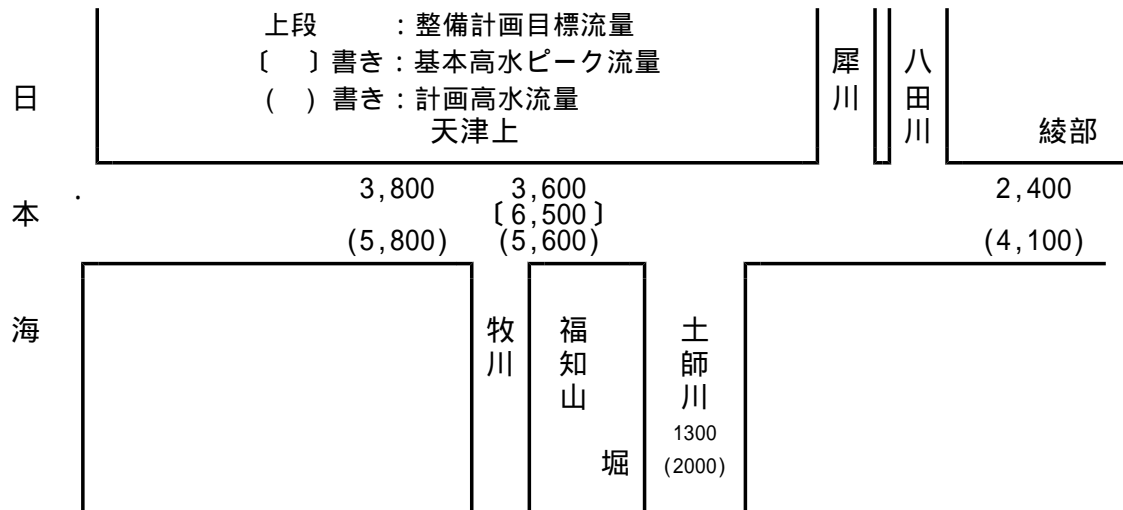 上段 ：整備計画目標流量
〔 〕書き：基本高水ピーク流量
( ) 書き：計画高水流量
天津上
犀川
八田川
綾部
日本海
3,800
3,600
2,400
〔6,500〕
(5,800)
(5,600)
(4,100)
牧川
福知山
土師川
1300
堀
(2000)